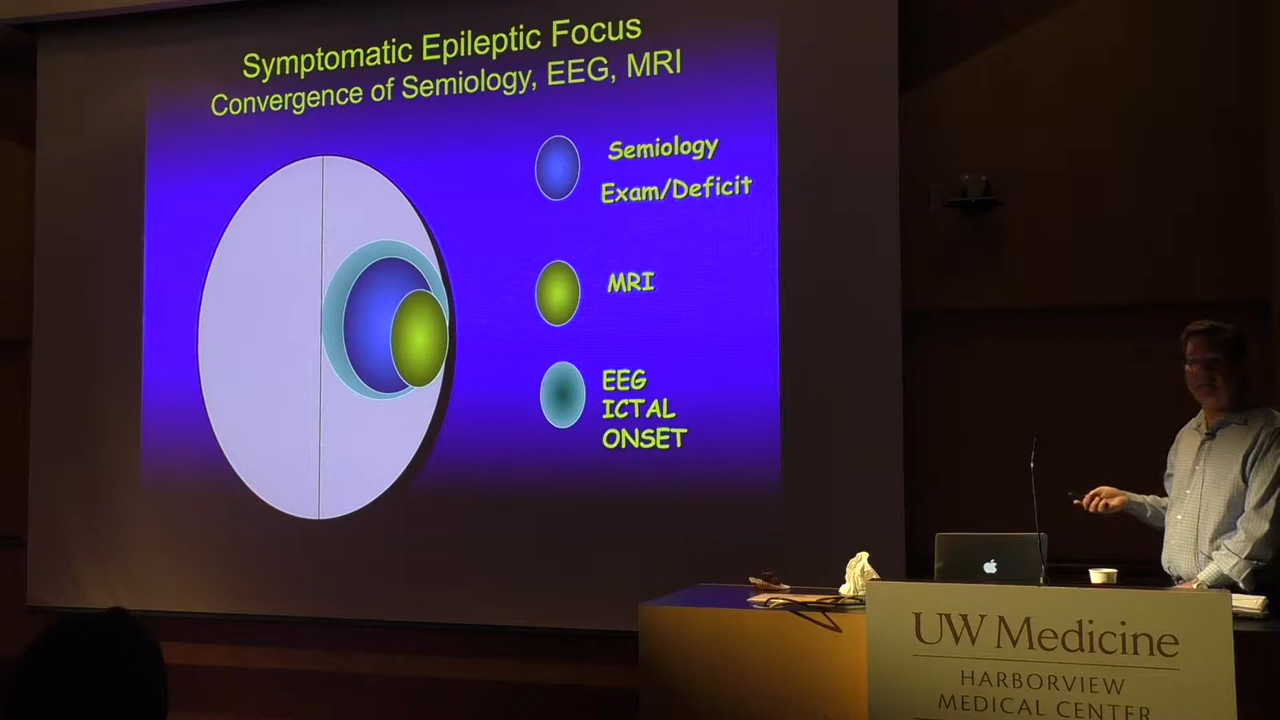 Symptomatic Epileptic Focus
Convergence of Semiology, EEG, MRI
Semiology
Exam/Deficit
MRI
EEG
ICTAL
ONSET
UW Medicine
HARBORVIEW
MEDICAL CENTER